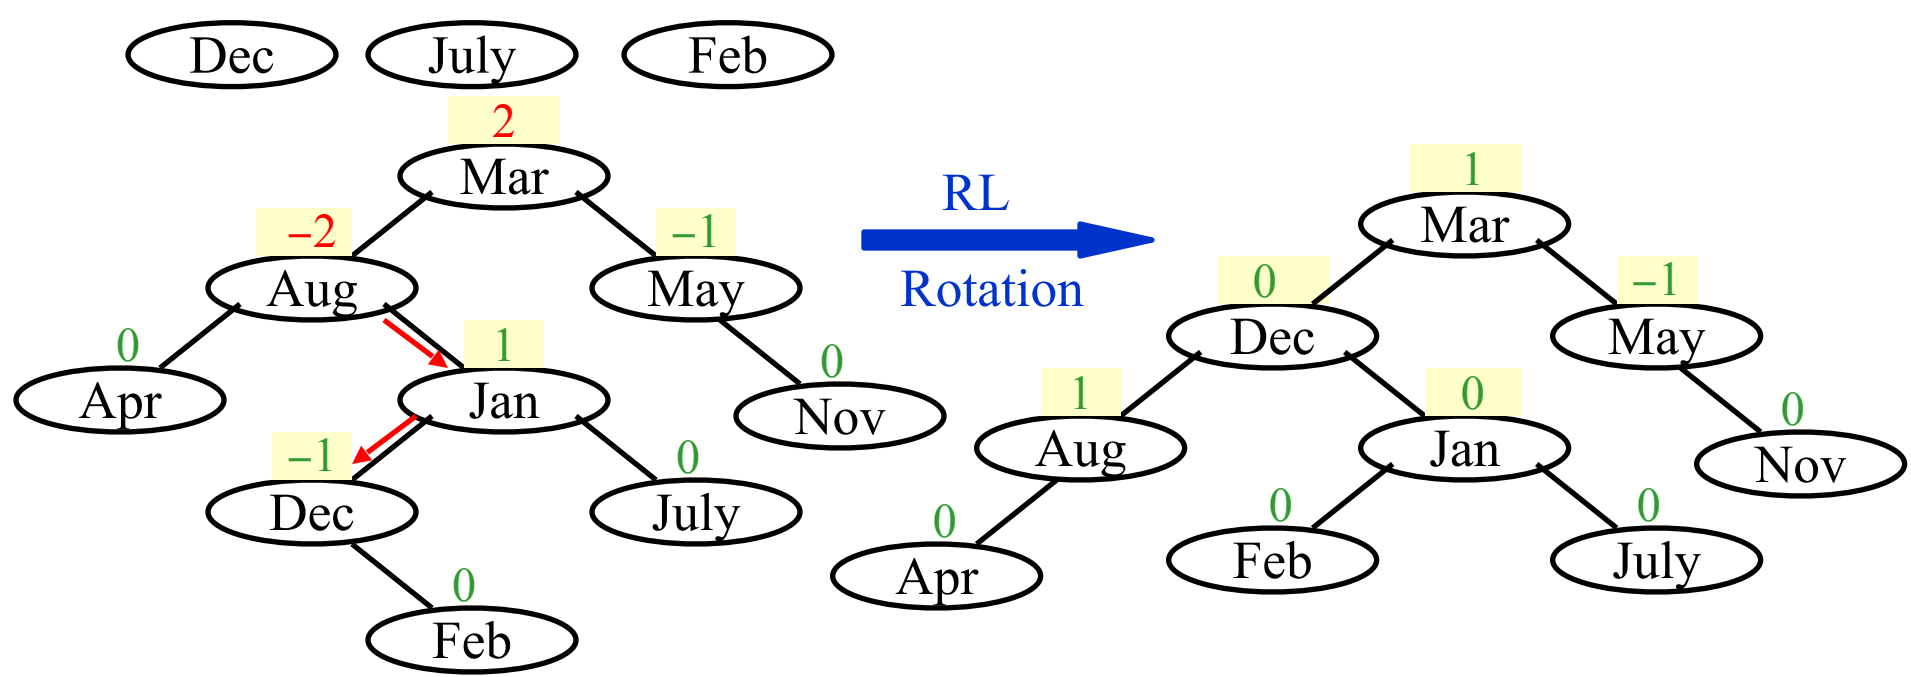 Dec July Feb
2
Mar
−2 −1
Aug May
0 1 0
Apr Jan Nov
−1 0
Dec July
0
Feb
RL
Rotation
1
Mar
0 −1
Dec May
1 0 0
Aug Jan Nov
0 0 0
Apr Feb July